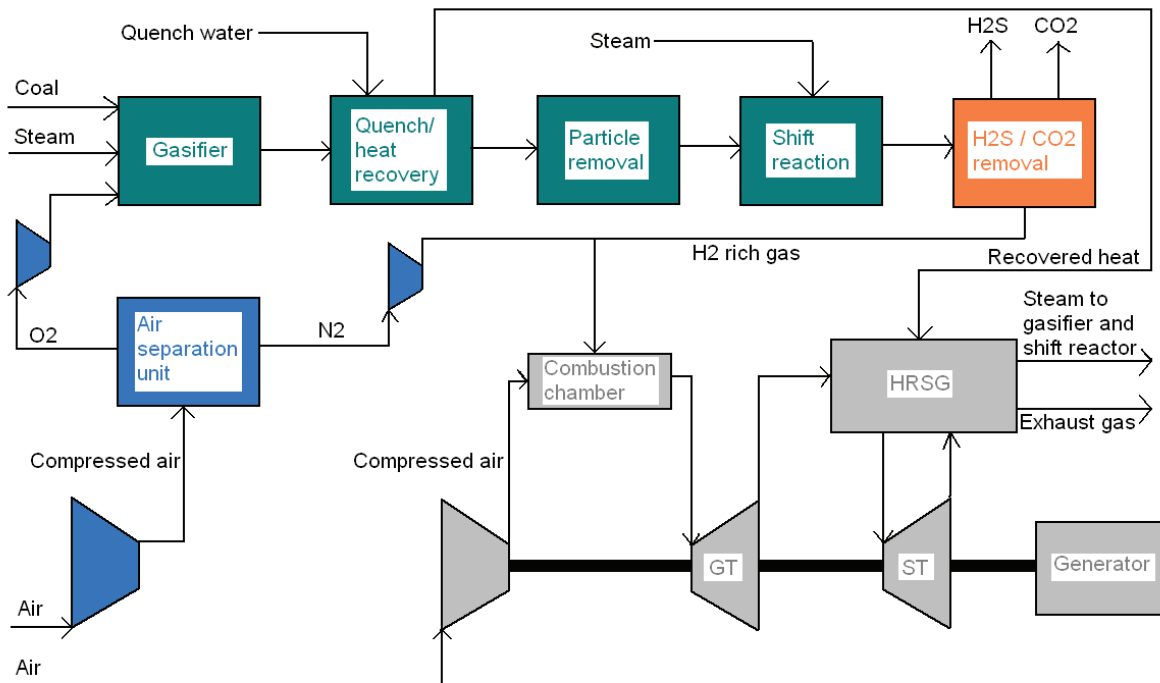 H2S
CO2
Quench water
Steam
Coal
Steam
Gasifier
Quench/
heat
recovery
Particle
removal
Shift
reaction
H2S / CO2
removal
H2 rich gas
Recovered heat
O2
Air
separation
unit
N2
Steam to
gasifier and
shift reactor
Combustion
chamber
HRSG
Exhaust gas
Compressed air
Compressed air
GT
ST
Generator
Air
Air